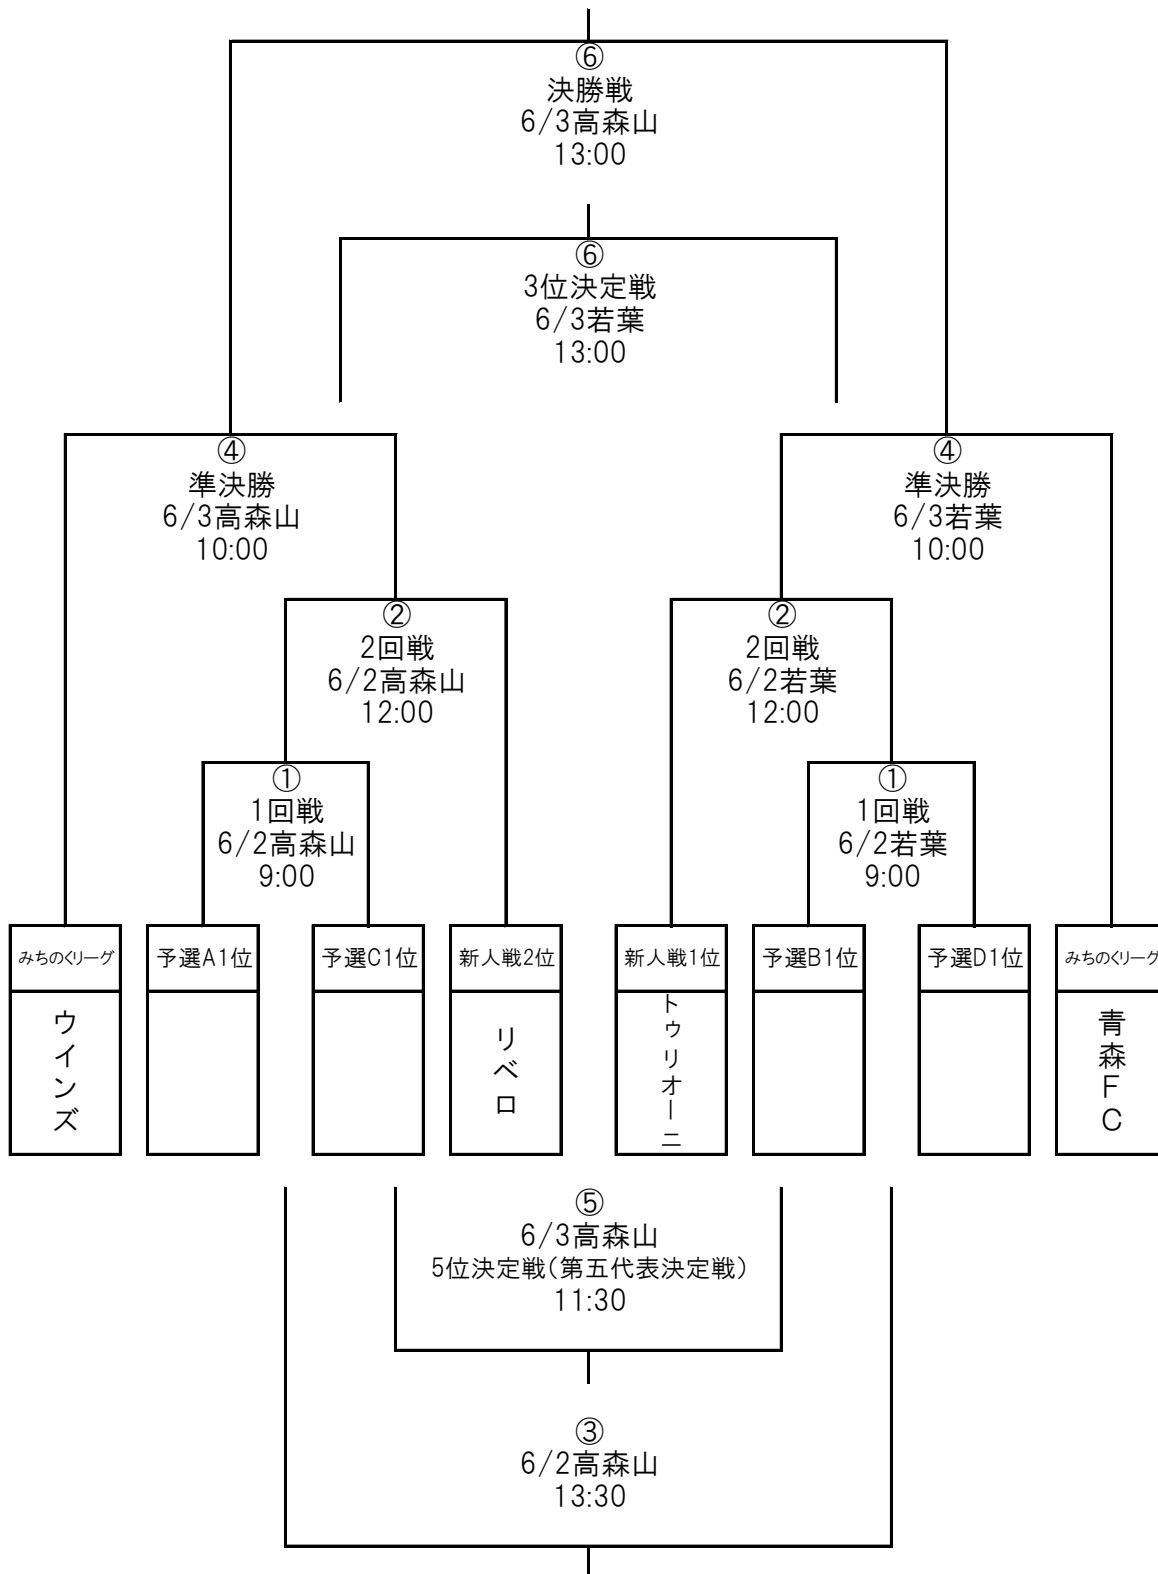 ⑥
決勝戦
6/3高森山
13:00
⑥
3位決定戦
6/3若葉
13:00
④
準決勝
6/3高森山
10:00
④
準決勝
6/3若葉
10:00
②
2回戦
6/2高森山
12:00
②
2回戦
6/2若葉
12:00
①
1回戦
6/2高森山
9:00
①
1回戦
6/2若葉
9:00
みちのくリーグ
予選A1位
予選C1位
新人戦2位
新人戦1位
予選B1位
予選D1位
みちのくリーグ
ウインズ
リベロ
トゥリオーニ
青森FC
⑤
6/3高森山
5位決定戦(第五代表決定戦)
11:30
③
6/2高森山
13:30